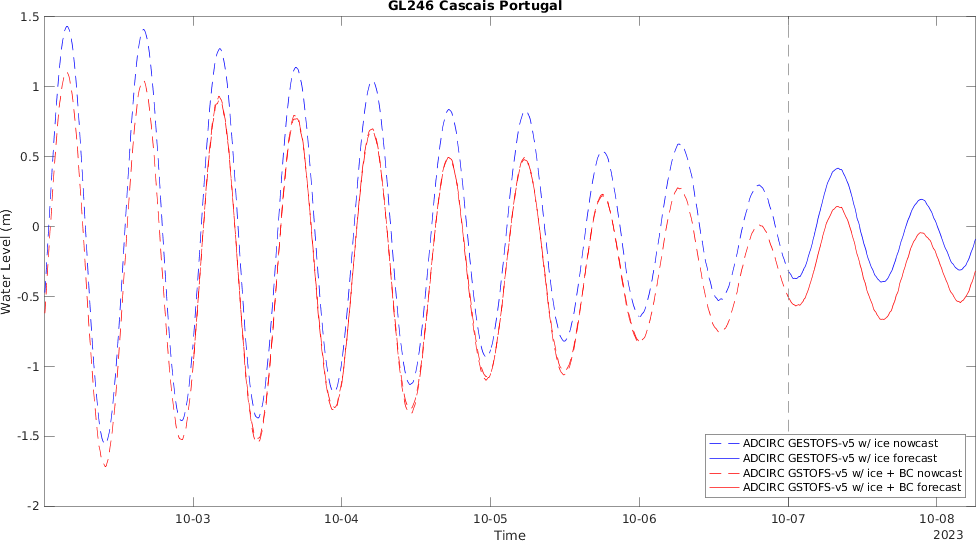 GL246 Cascais Portugal
1.5
1
0.5
0
-0.5
-1
-1.5
-2
Water Level (m)
10-03
10-04
10-05
10-06
10-07
10-08
Time
2023
ADCIRC GESTOFS-v5 w/ ice nowcast
ADCIRC GESTOFS-v5 w/ ice forecast
ADCIRC GSTOFS-v5 w/ ice + BC nowcast
ADCIRC GSTOFS-v5 w/ ice + BC forecast